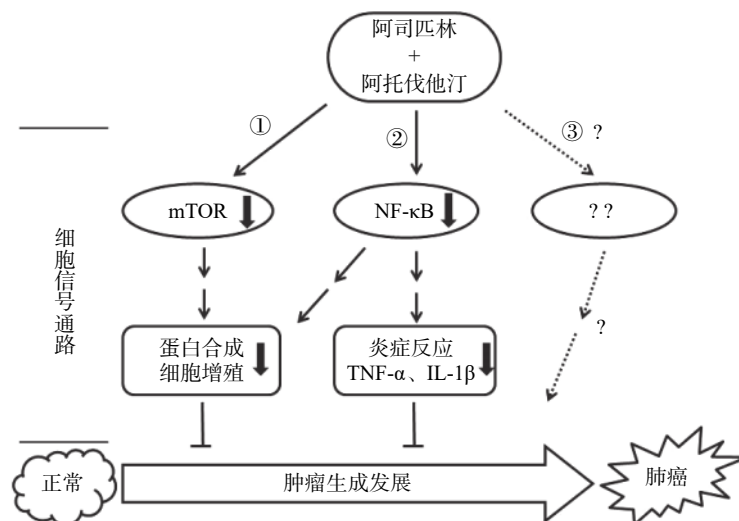 阿司匹林
+
阿托伐他汀
①
②
③ ?
mTOR
NF-κB
? ?
细胞信号通路
蛋白合成
细胞增殖
炎症反应
TNF-α、IL-1β
?
正常
肿瘤生成发展
肺癌